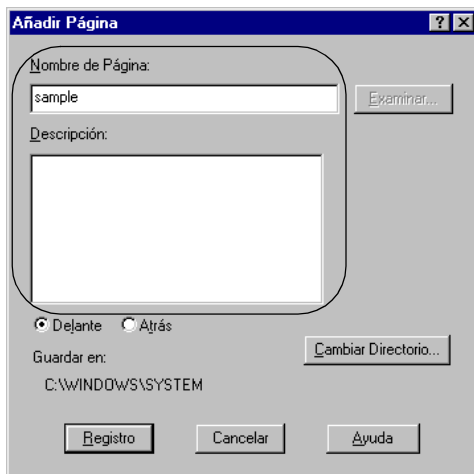 Añadir Página
Nombre de Página:
sample
Examinar...
Descripción:
Delante Atrás
Cambiar Directorio...
Guardar en:
C:\WINDOWS\SYSTEM
Registro Cancelar Ayuda